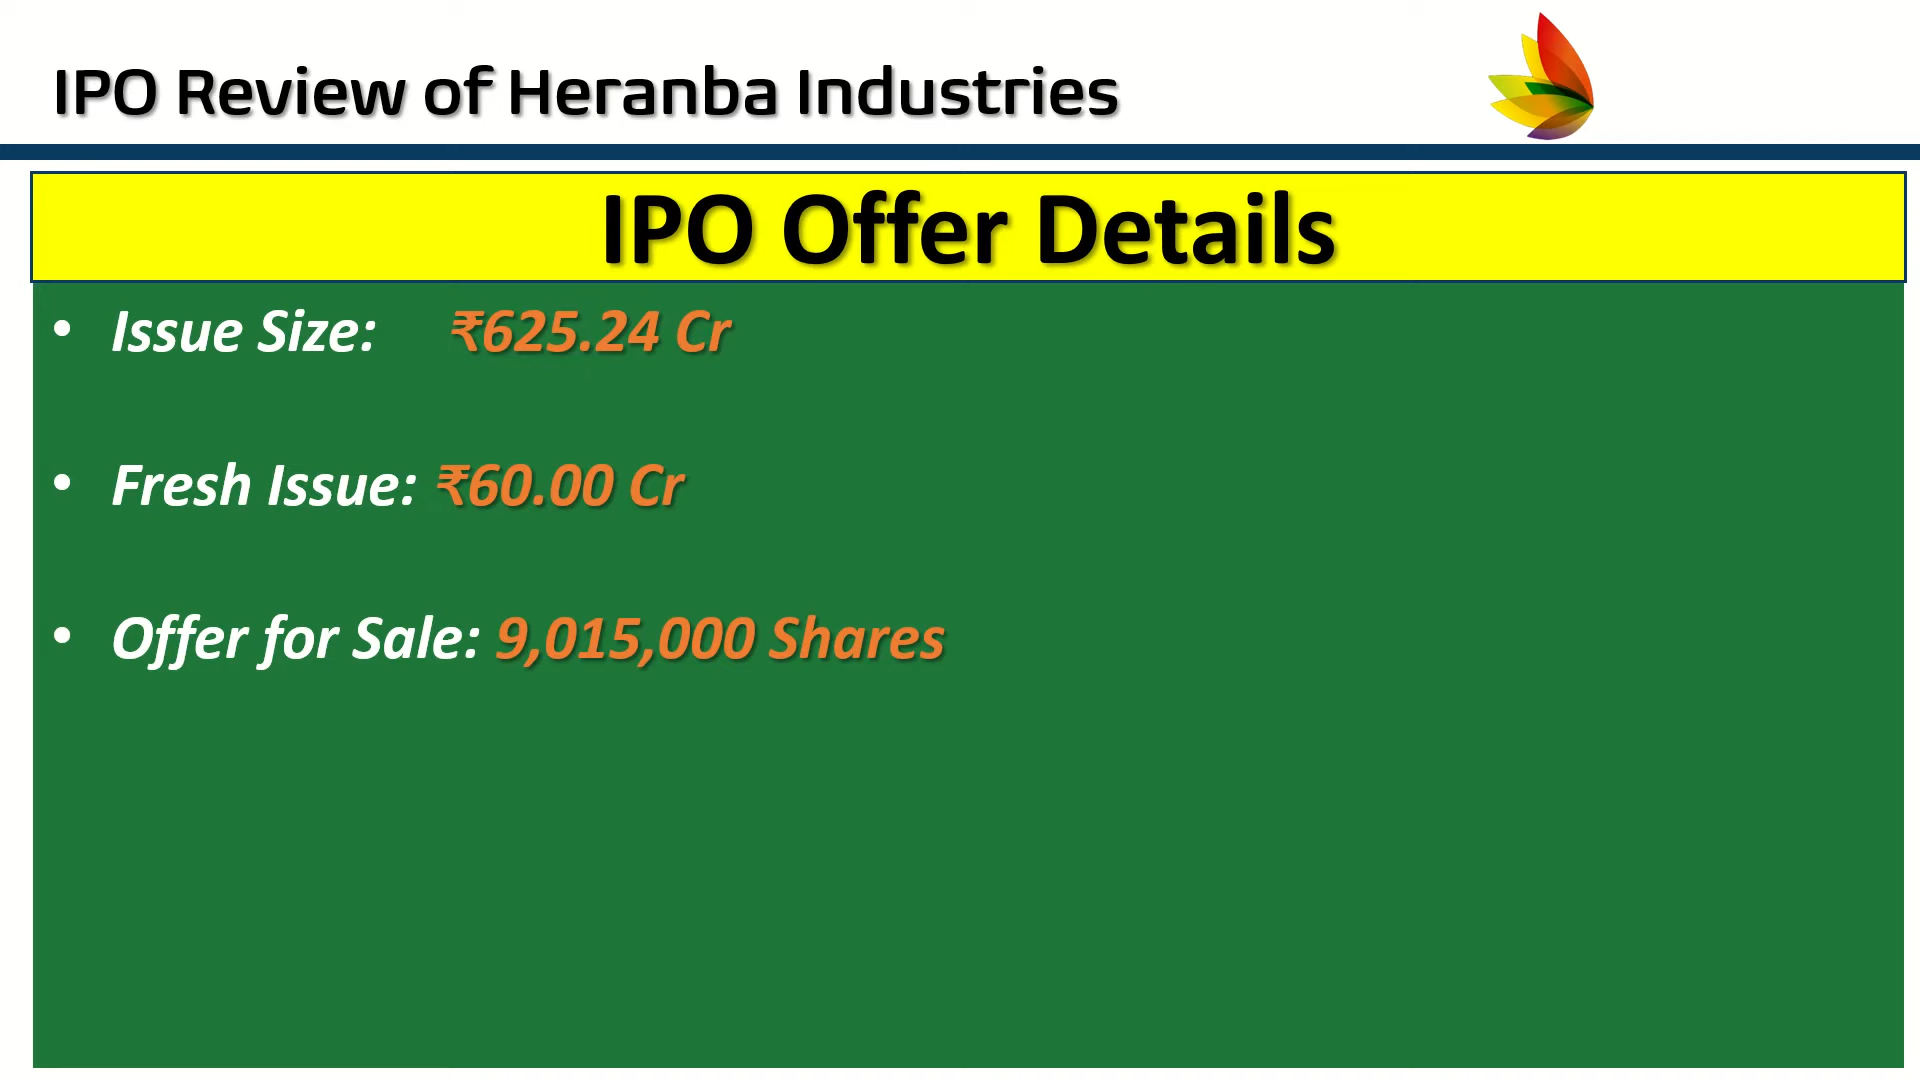 IPO Review of Heranba Industries
IPO Offer Details
• Issue Size: ₹625.24 Cr
• Fresh Issue: ₹60.00 Cr
• Offer for Sale: 9,015,000 Shares